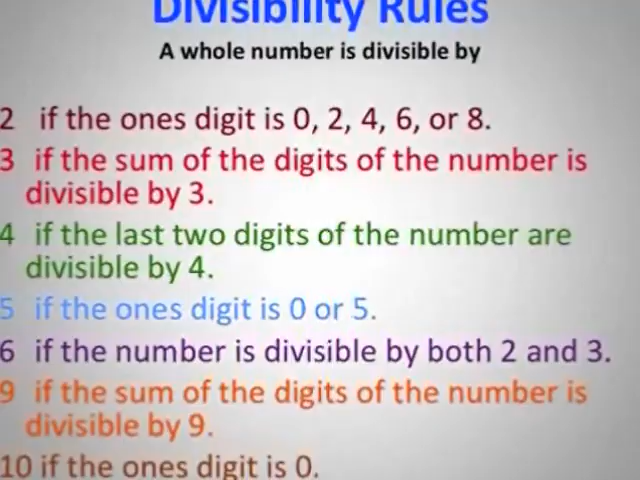 Divisibility Rules
A whole number is divisible by
2 if the ones digit is 0, 2, 4, 6, or 8.
3 if the sum of the digits of the number is
divisible by 3.
4 if the last two digits of the number are
divisible by 4.
5 if the ones digit is 0 or 5.
6 if the number is divisible by both 2 and 3.
9 if the sum of the digits of the number is
divisible by 9.
10 if the ones digit is 0.